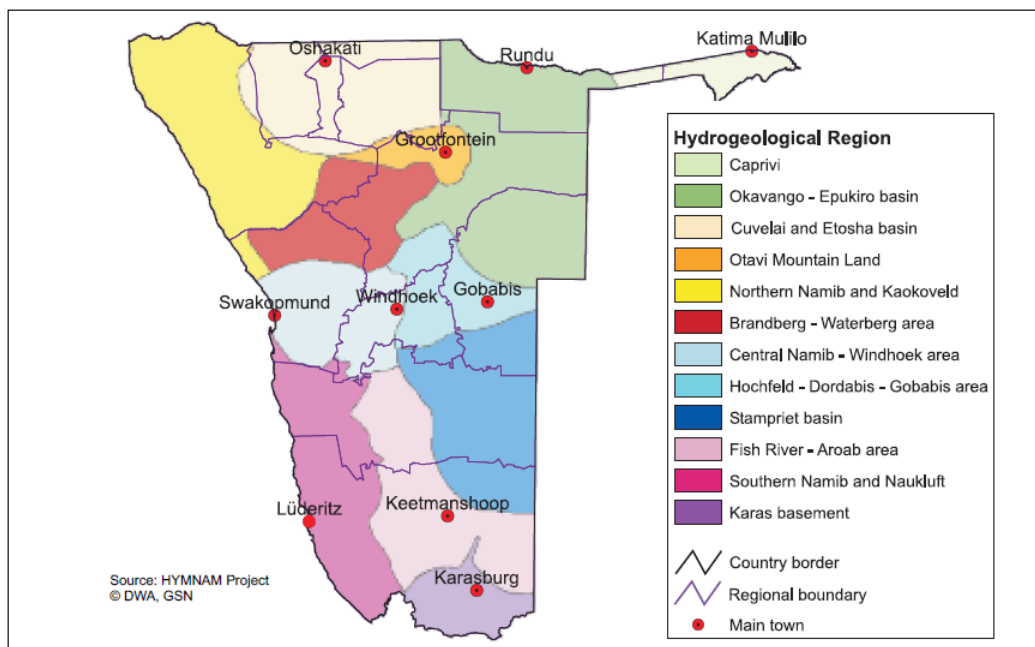 Katima Mulilo
Oshakati
Rundu
Grootfontein
Swakopmund
Windhoek
Gobabis
Lüderitz
Keetmanshoop
Karasburg
Source: HYMNAM Project
© DWA, GSN
Hydrogeological Region
Caprivi
Okavango - Epukiro basin
Cuvelai and Etosha basin
Otavi Mountain Land
Northern Namib and Kaokoveld
Brandberg - Waterberg area
Central Namib - Windhoek area
Hochfeld - Dordabis - Gobabis area
Stampriet basin
Fish River - Aroab area
Southern Namib and Naukluft
Karas basement
Country border
Regional boundary
Main town